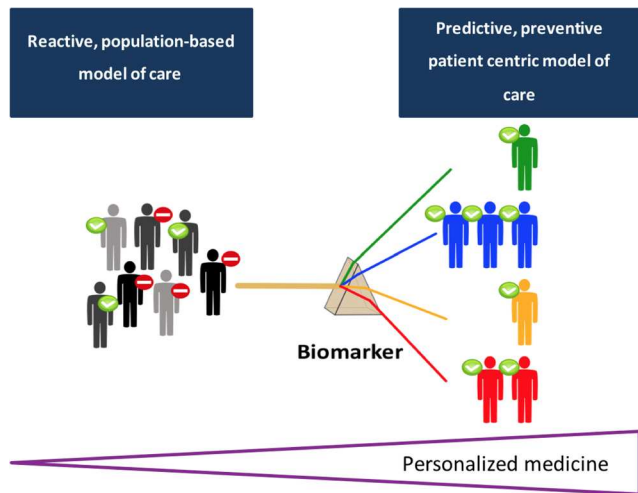 Reactive, population-based
model of care
Predictive, preventive
patient centric model of
care
Biomarker
Personalized medicine